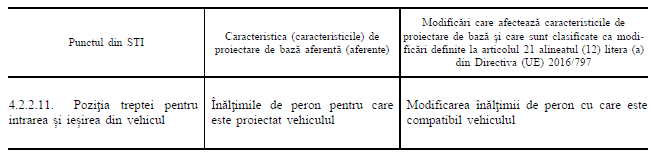 Punctul din STI
Caracteristica (caracteristicile) de
proiectare de bază aferentă (aferente)
Modificări care afectează caracteristicile de
proiectare de bază și care sunt clasificate ca modi-
ficări definite la articolul 21 alineatul (12) litera (a)
din Directiva (UE) 2016/797
4.2.2.11. Poziția treptei pentru
intrarea și ieșirea din vehicul
Înălțimile de peron pentru care
este proiectat vehiculul
Modificarea înălțimii de peron cu care este
compatibil vehiculul